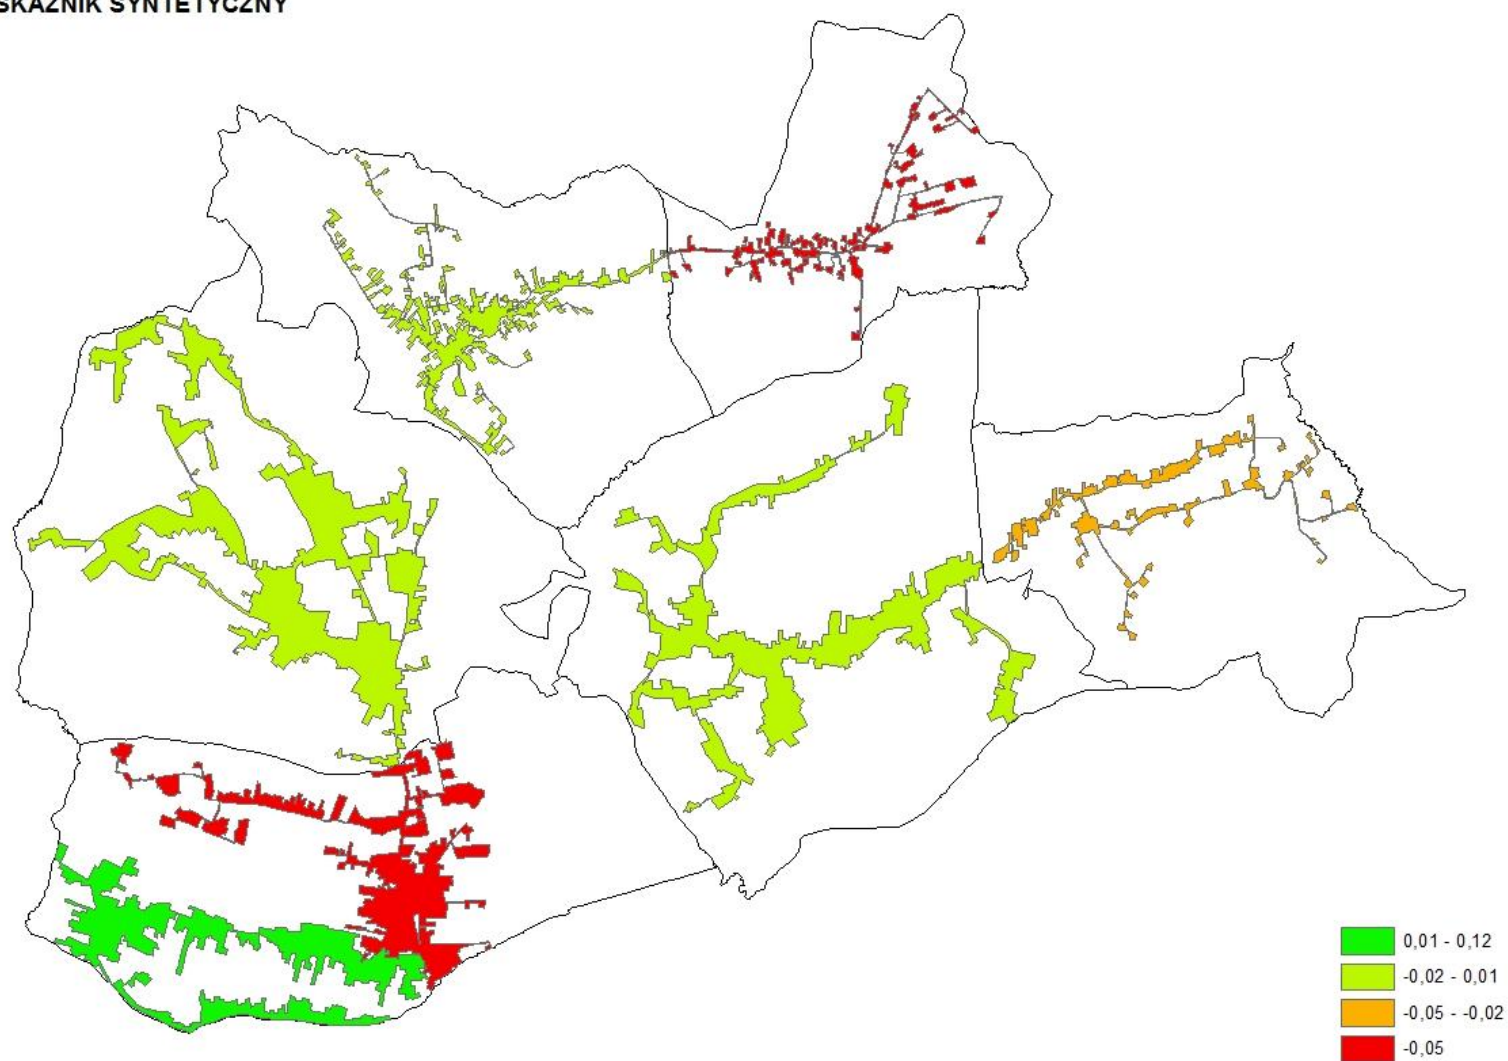 SKAŹNIK SYNTETYCZNY
0,01 - 0,12
-0,02 - 0,01
-0,05 - -0,02
-0,05